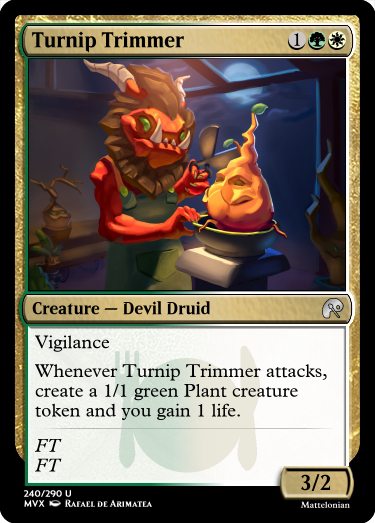 Turnip Trimmer 1
Creature — Devil Druid
Vigilance
Whenever Turnip Trimmer attacks,
create a 1/1 green Plant creature
token and you gain 1 life.
FT
FT
3/2
240/290 U
MVX Rafael de Arimatea
Mattelonian